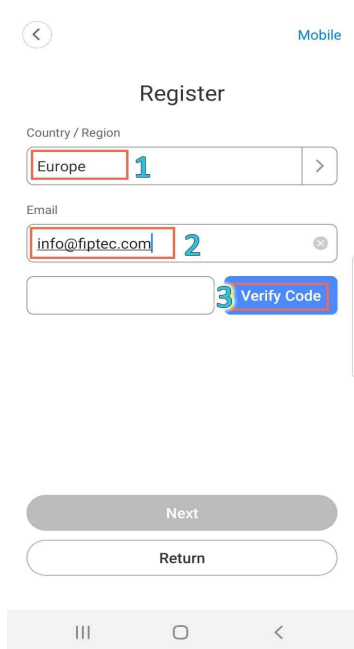 Mobile
Register
Country / Region
Europe 1
Email
info@fiptec.com 2
3 Verify Code
Next
Return